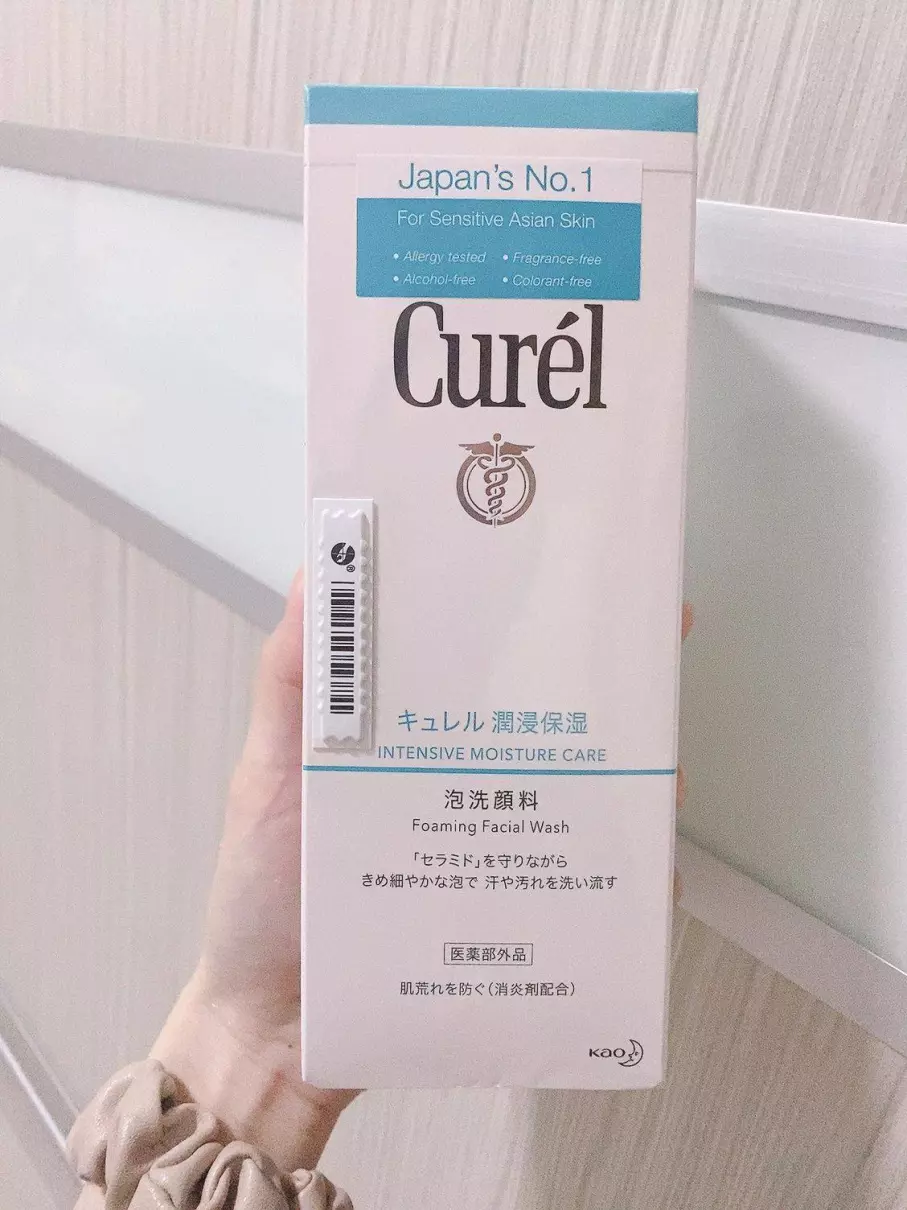 Japan's No.1
For Sensitive Asian Skin
• Allergy tested • Fragrance-free
• Alcohol-free • Colorant-free
Curél
®
キュレル 潤浸保湿
INTENSIVE MOISTURE CARE
泡洗顔料
Foaming Facial Wash
「セラミド」を守りながら
きめ細やかな泡で 汗や汚れを洗い流す
医薬部外品
肌荒れを防ぐ(消炎剤配合)
Kao